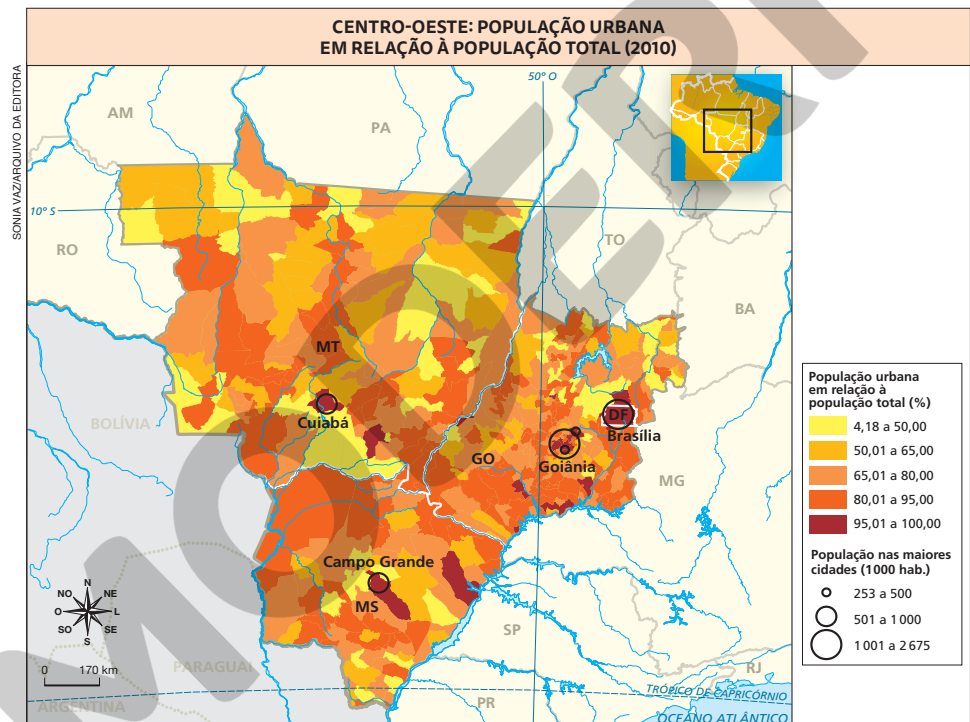 CENTRO-OESTE: POPULAÇÃO URBANA
EM RELAÇÃO À POPULAÇÃO TOTAL (2010)
SONIA VAZ/ARQUIVO DA EDITORA
50° O
AM
PA
10° S
RO
TO
BA
MT
BOLÍVIA
Cuiabá
DF
Brasília
GO
Goiânia
MG
Campo Grande
MS
N
NO
NE
O
L
SO
SE
S
0 170 km
PARAGUAI
ARGENTINA
SP
PR
RJ
TRÓPICO DE CAPRICÓRNIO
OCEANO ATLÂNTICO
População urbana
em relação à
população total (%)
4,18 a 50,00
50,01 a 65,00
65,01 a 80,00
80,01 a 95,00
95,01 a 100,00
População nas maiores
cidades (1000 hab.)
253 a 500
501 a 1 000
1 001 a 2 675